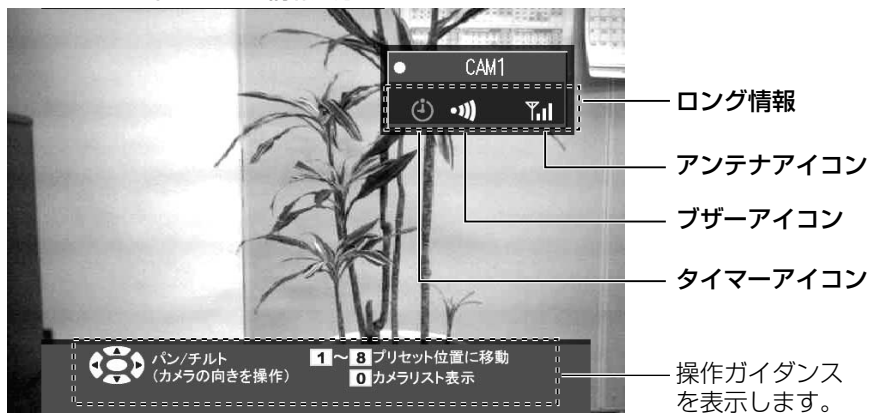 CAM1
ロング情報
アンテナアイコン
ブザーアイコン
タイマーアイコン
パン/チルト
(カメラの向きを操作)
1 ～ 8 プリセット位置に移動
0 カメラリスト表示
操作ガイダンス
を表示します。